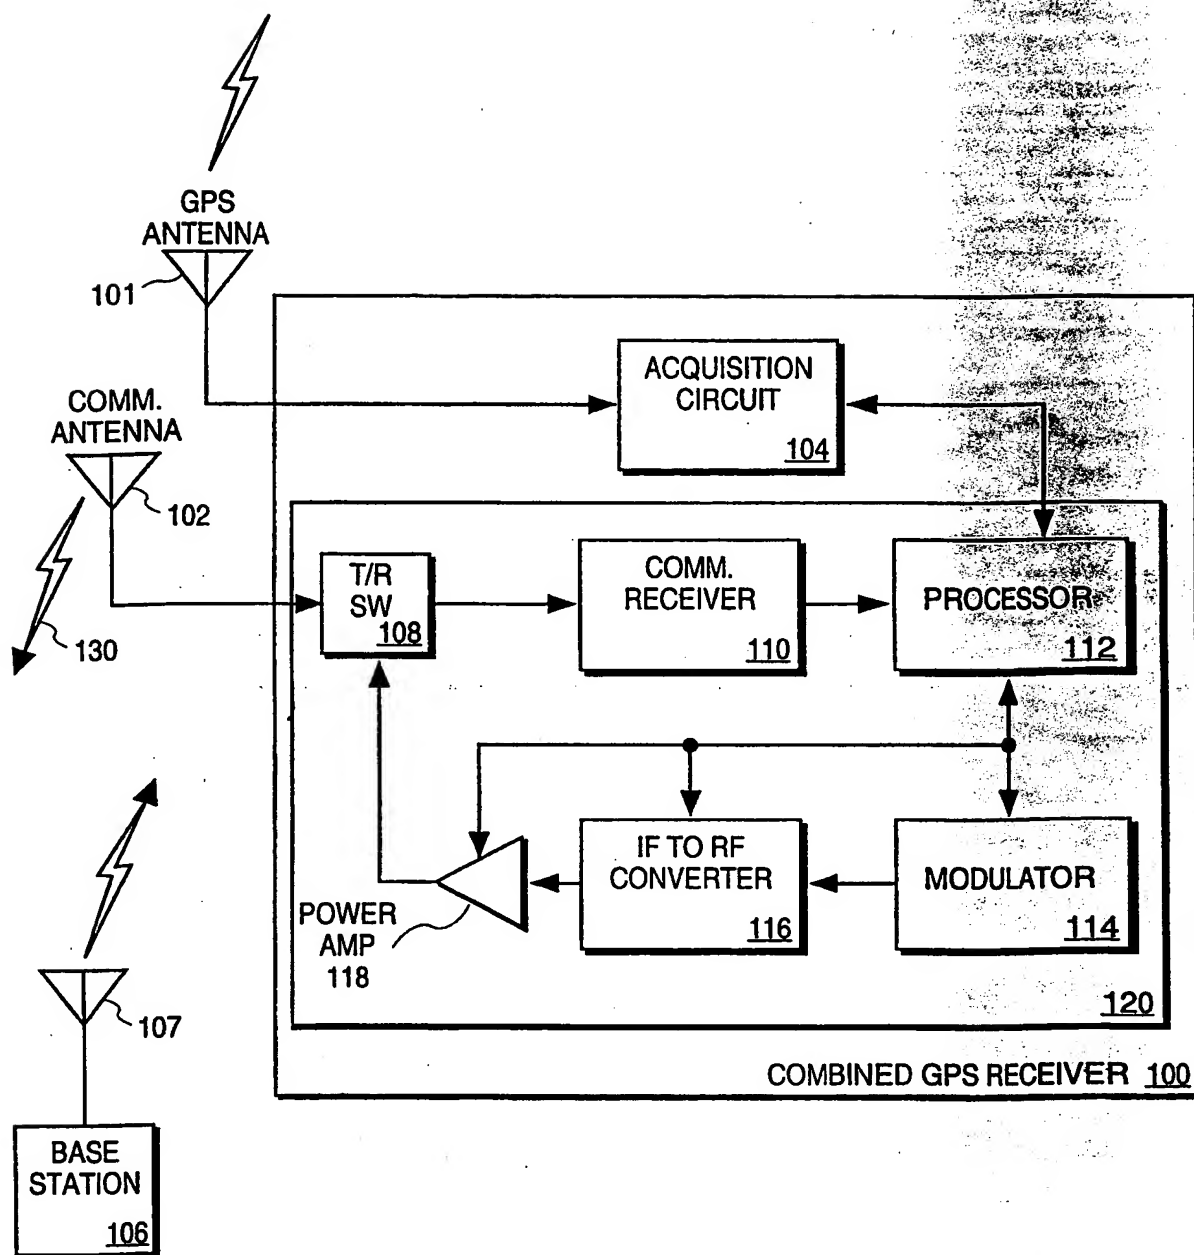 GPS
ANTENNA
101
COMM.
ANTENNA
102
130
ACQUISITION
CIRCUIT
104
T/R
SW
108
COMM.
RECEIVER
110
PROCESSOR
112
POWER
AMP
118
IF TO RF
CONVERTER
116
MODULATOR
114
120
COMBINED GPS RECEIVER 100
107
BASE
STATION
106